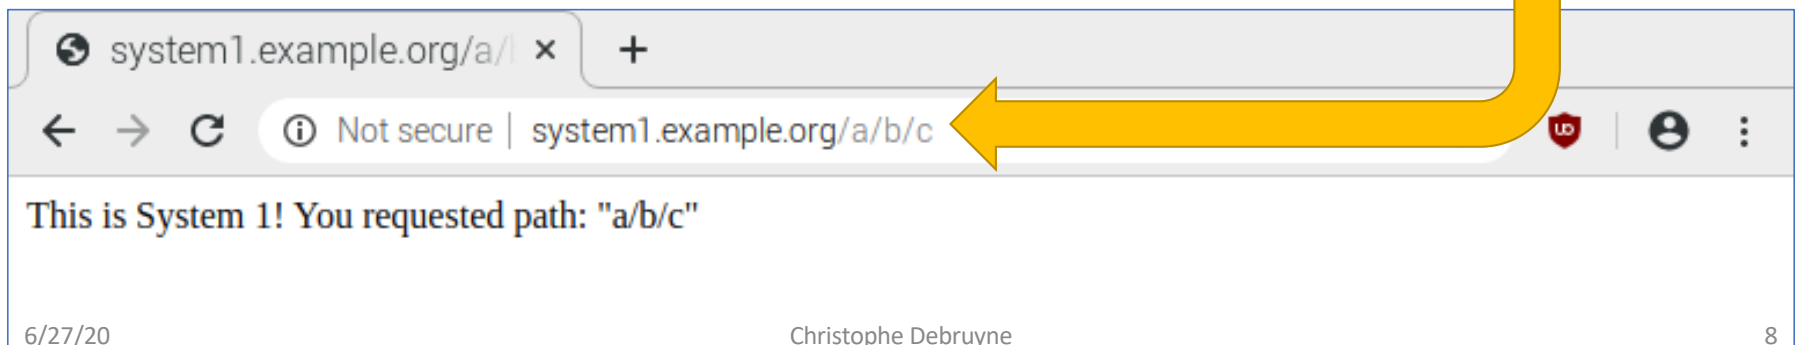 system1.example.org/a/
Not secure | system1.example.org/a/b/c
This is System 1! You requested path: "a/b/c"
6/27/20 Christophe Debruyne 8